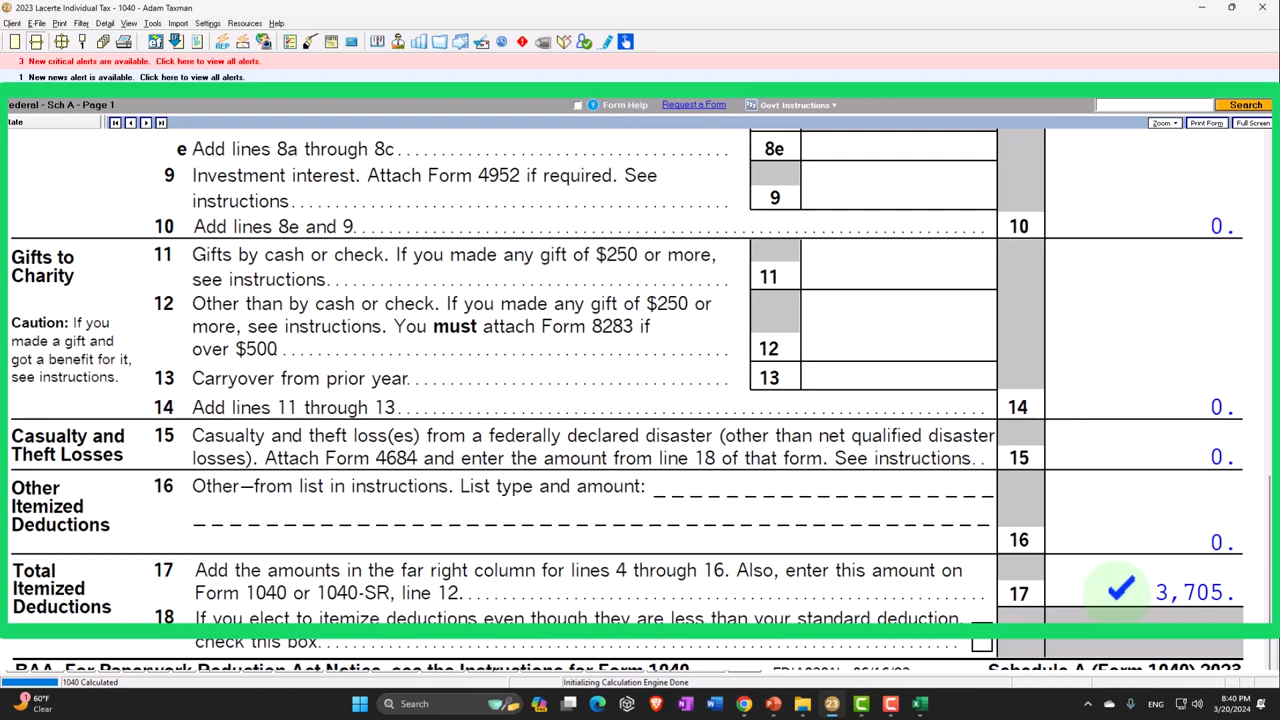 2023 Lacerte Individual Tax - 1040 - Adam Taxman
Client E-File Print Filter Detail View Tools Import Settings Resources Help
3 New critical alerts are available. Click here to view all alerts.
1 New news alert is available. Click here to view all alerts.
ederal - Sch A - Page 1 Form Help Request a Form Govt Instructions Search
tate Zoom Print Form Full Screen
e Add lines 8a through 8c 8e
9 Investment interest. Attach Form 4952 if required. See
instructions 9
10 Add lines 8e and 9. 10 0.
Gifts to
Charity
Caution: If you
made a gift and
got a benefit for it,
see instructions.
11 Gifts by cash or check. If you made any gift of $250 or more,
see instructions 11
12 Other than by cash or check. If you made any gift of $250 or
more, see instructions. You must attach Form 8283 if
over $500 12
13 Carryover from prior year 13
14 Add lines 11 through 13 14 0.
Casualty and
Theft Losses
15 Casualty and theft loss(es) from a federally declared disaster (other than net qualified disaster
losses). Attach Form 4684 and enter the amount from line 18 of that form. See instructions. 15 0.
Other
Itemized
Deductions
16 Other—from list in instructions. List type and amount:
16 0.
Total
Itemized
Deductions
17 Add the amounts in the far right column for lines 4 through 16. Also, enter this amount on
Form 1040 or 1040-SR, line 12. 17 3,705.
18 If you elect to itemize deductions even though they are less than your standard deduction,
check this box
BAA For Paperwork Reduction Act Notice, see the Instructions for Form 1040 Schedule A (Form 1040) 2023
1040 Calculated Initializing Calculation Engine Done
60°F
Clear
Search
8:40 PM
3/20/2024